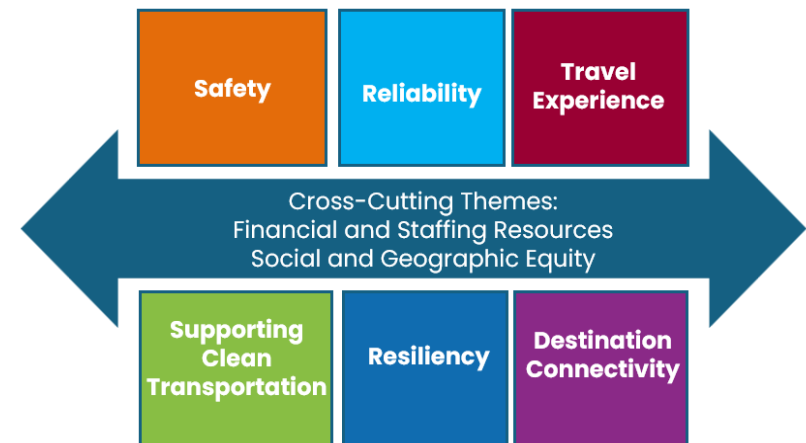 Safety
Reliability
Travel
Experience
Cross-Cutting Themes:
Financial and Staffing Resources
Social and Geographic Equity
Supporting
Clean
Transportation
Resiliency
Destination
Connectivity